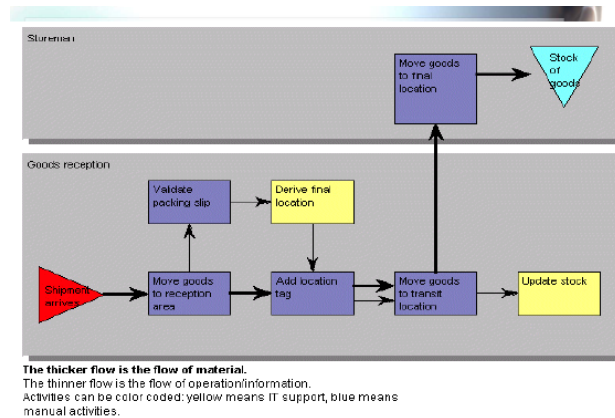 Storeman
Move goods
to final
location
Stock
of
goods
Goods reception
Validate
packing slip
Derive final
location
Shipment
arrives
Move goods
to reception
area
Add location
tag
Move goods
to transit
location
Update stock
The thicker flow is the flow of material.
The thinner flow is the flow of operation/information.
Activities can be color coded: yellow means IT support, blue means
manual activities.